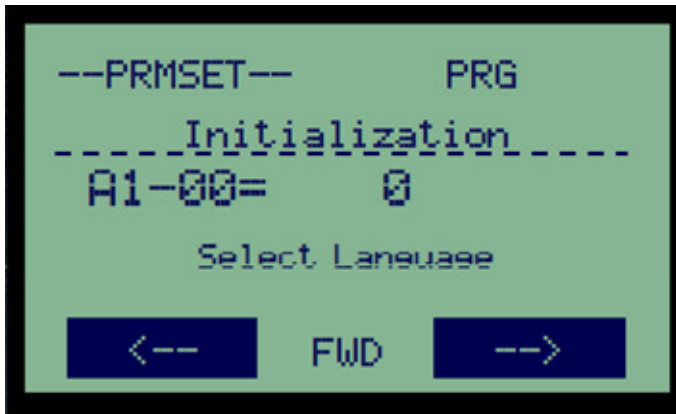 --PRMSET-- PRG
Initialization
A1-00= 0
Select Language
<-- FWD -->